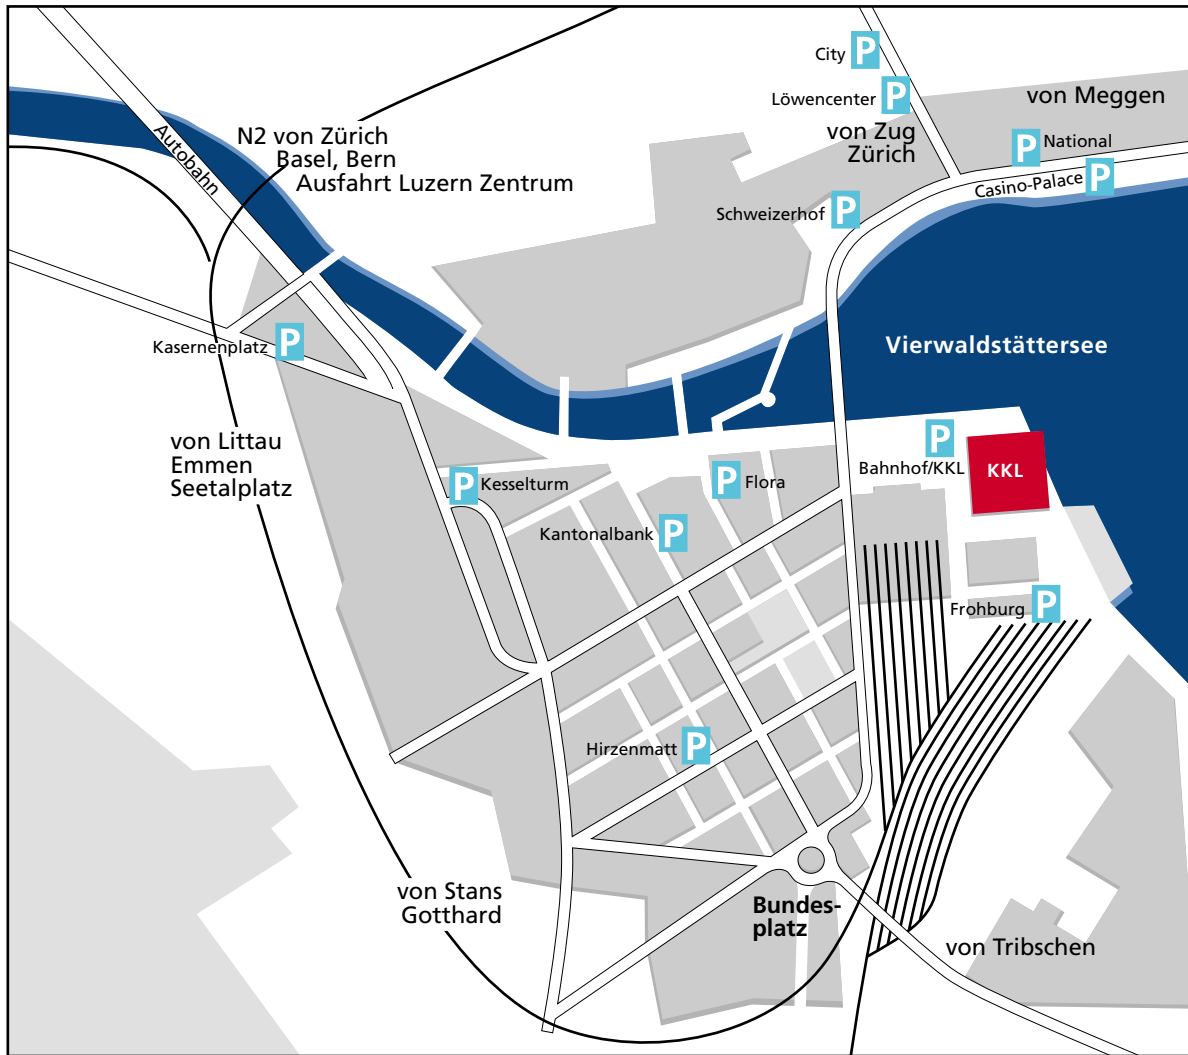 City P
Löwencenter P
von Meggen
von Zug
Zürich
P National
Casino-Palace P
N2 von Zürich
Basel, Bern
Ausfahrt Luzern Zentrum
Autobahn
Schweizerhof P
Kasernenplatz P
Vierwaldstättersee
von Littau
Emmen
Seetalplatz
P
Bahnhof/KKL
KKL
P Kesselturm
P Flora
Kantonalbank P
Frohburg P
Hirzenmatt P
von Stans
Gotthard
Bundes-
platz
von Tribschen